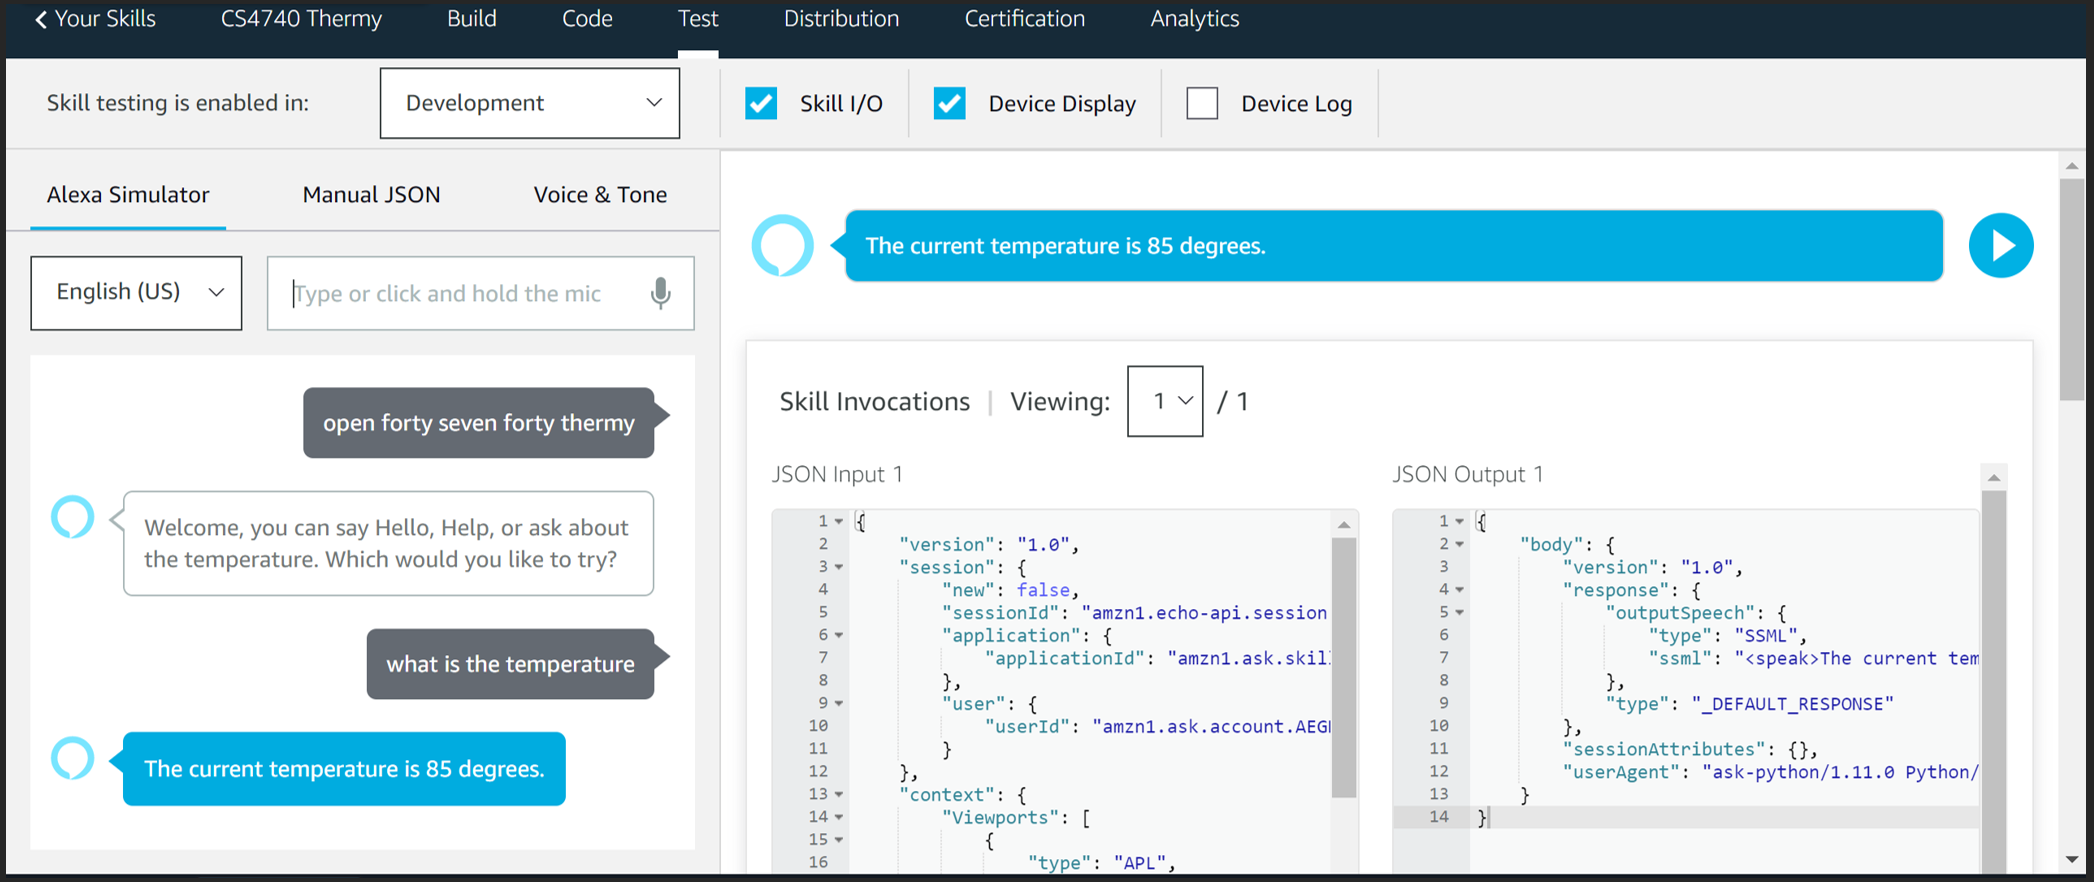 Your Skills
CS4740 Thermy
Build
Code
Test
Distribution
Certification
Analytics
Skill testing is enabled in:
Development
Skill I/O
Device Display
Device Log
Alexa Simulator
Manual JSON
Voice & Tone
English (US)
Type or click and hold the mic
open forty seven forty thermy
Welcome, you can say Hello, Help, or ask about
the temperature. Which would you like to try?
what is the temperature
The current temperature is 85 degrees.
The current temperature is 85 degrees.
Skill Invocations | Viewing: 1 / 1
JSON Input 1
1 {
2 "version": "1.0",
3 "session": {
4 "new": false,
5 "sessionId": "amzn1.echo-api.session
6 "application": {
7 "applicationId": "amzn1.ask.skil
8 },
9 "user": {
10 "userId": "amzn1.ask.account.AEG
11 }
12 },
13 "context": {
14 "Viewports": [
15 {
16 "type": "APL",
JSON Output 1
1 {
2 "body": {
3 "version": "1.0",
4 "response": {
5 "outputSpeech": {
6 "type": "SSML",
7 "ssml": "<speak>The current tem
8 },
9 "type": "_DEFAULT_RESPONSE"
10 },
11 "sessionAttributes": {},
12 "userAgent": "ask-python/1.11.0 Python/
13 }
14 }